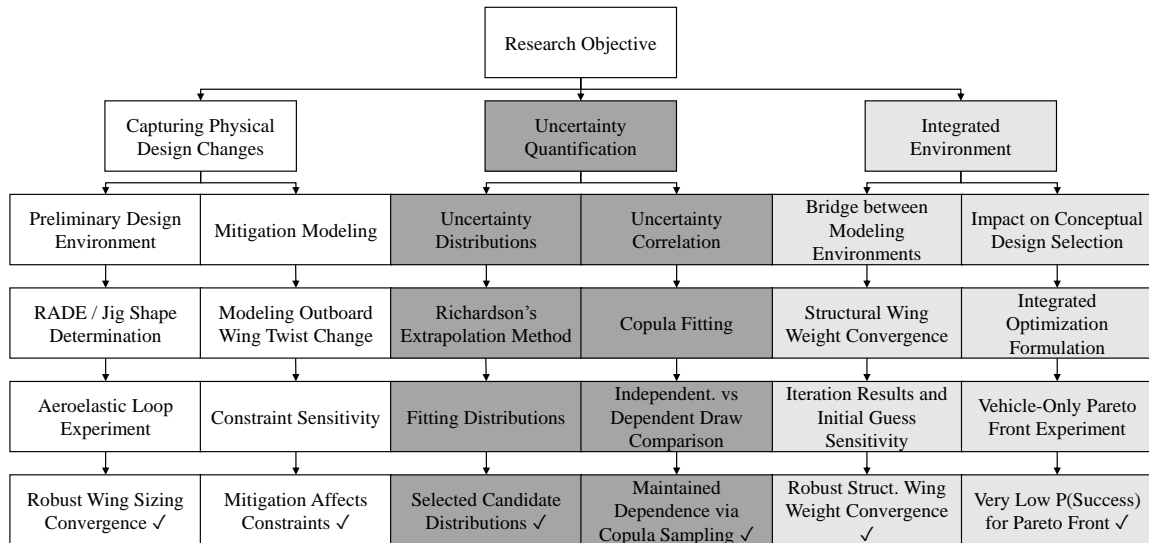 Research Objective
Capturing Physical
Design Changes
Uncertainty
Quantification
Integrated
Environment
Preliminary Design
Environment
Mitigation Modeling
Uncertainty
Distributions
Uncertainty
Correlation
Bridge between
Modeling
Environments
Impact on Conceptual
Design Selection
RADE / Jig Shape
Determination
Modeling Outboard
Wing Twist Change
Richardson's
Extrapolation Method
Copula Fitting
Structural Wing
Weight Convergence
Integrated
Optimization
Formulation
Aeroelastic Loop
Experiment
Constraint Sensitivity
Fitting Distributions
Independent. vs
Dependent Draw
Comparison
Iteration Results and
Initial Guess
Sensitivity
Vehicle-Only Pareto
Front Experiment
Robust Wing Sizing
Convergence ✓
Mitigation Affects
Constraints ✓
Selected Candidate
Distributions ✓
Maintained
Dependence via
Copula Sampling ✓
Robust Struct. Wing
Weight Convergence
✓
Very Low P(Success)
for Pareto Front ✓